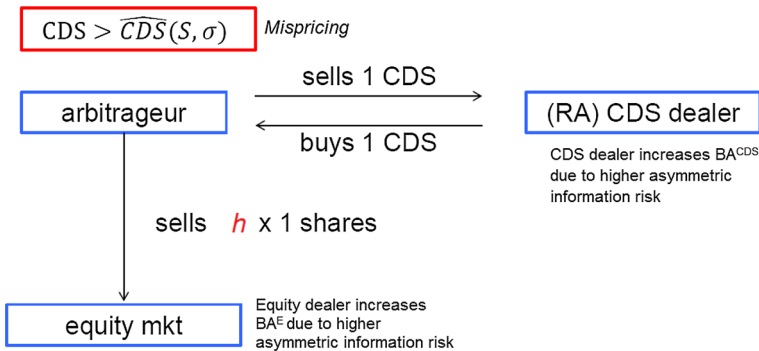 CDS > \widehat{CDS}(S, σ) Mispricing
sells 1 CDS
arbitrageur
(RA) CDS dealer
buys 1 CDS
CDS dealer increases BA^CDS
due to higher asymmetric
information risk
sells h x 1 shares
equity mkt
Equity dealer increases
BA^E due to higher
asymmetric information risk